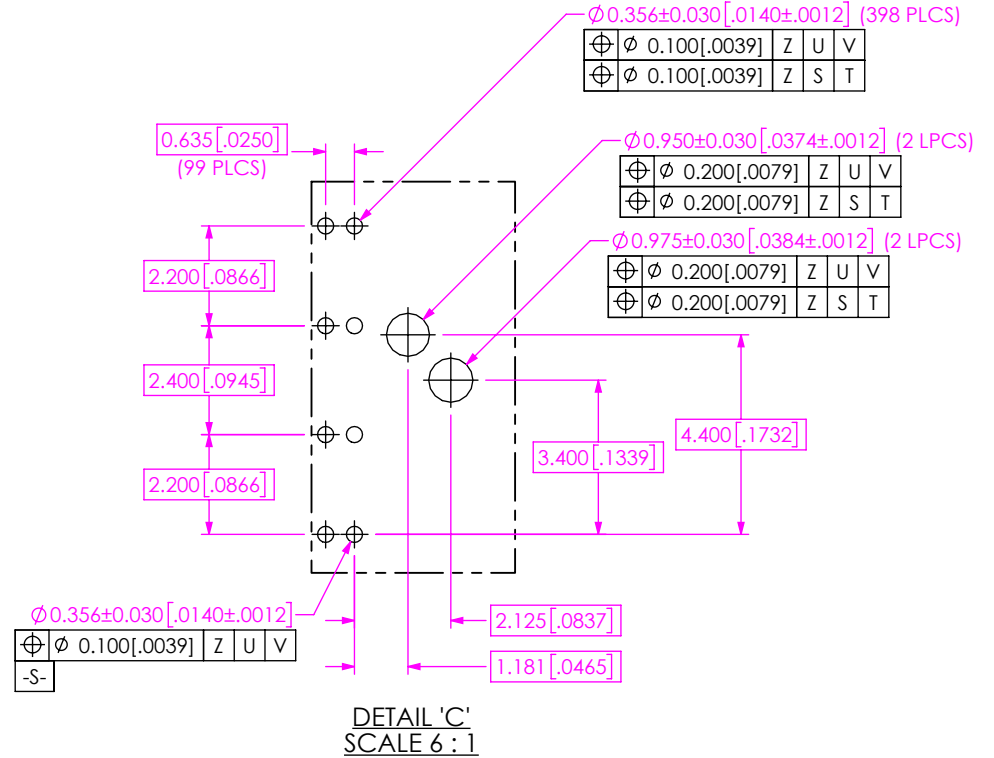 Ø0.356±0.030[.0140±.0012] (398 PLCS)
⌖ Ø 0.100[.0039] Z U V
⌖ Ø 0.100[.0039] Z S T
0.635[.0250]
(99 PLCS)
Ø0.950±0.030[.0374±.0012] (2 LPCS)
⌖ Ø 0.200[.0079] Z U V
⌖ Ø 0.200[.0079] Z S T
Ø0.975±0.030[.0384±.0012] (2 LPCS)
⌖ Ø 0.200[.0079] Z U V
⌖ Ø 0.200[.0079] Z S T
2.200[.0866]
2.400[.0945]
4.400[.1732]
3.400[.1339]
2.200[.0866]
Ø0.356±0.030[.0140±.0012]
⌖ Ø 0.100[.0039] Z U V
-S-
2.125[.0837]
1.181[.0465]
DETAIL 'C'
SCALE 6 : 1